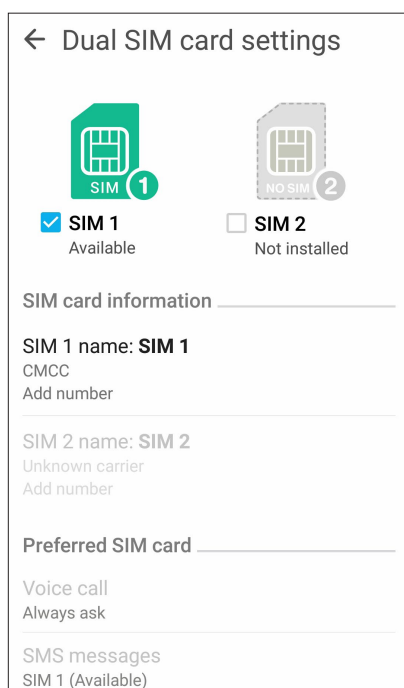 Dual SIM card settings
SIM 1
NO SIM 2
SIM 1
Available
SIM 2
Not installed
SIM card information
SIM 1 name: SIM 1
CMCC
Add number
SIM 2 name: SIM 2
Unknown carrier
Add number
Preferred SIM card
Voice call
Always ask
SMS messages
SIM 1 (Available)